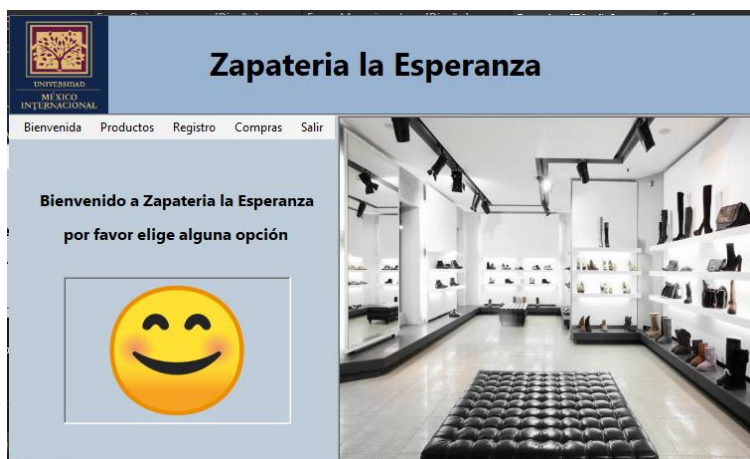 UNIVERSIDAD
MÉXICO
INTERNACIONAL
Zapateria la Esperanza
Bienvenida Productos Registro Compras Salir
Bienvenido a Zapateria la Esperanza
por favor elige alguna opción